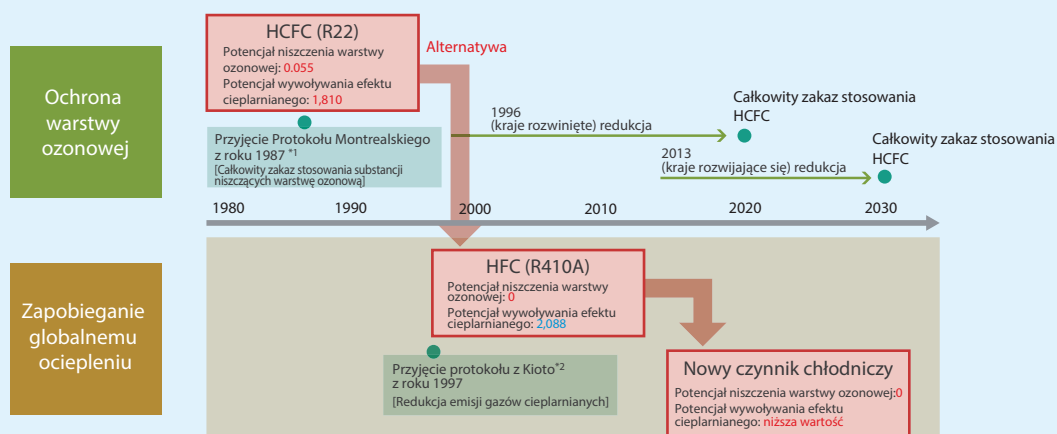 Ochrona
warstwy
ozonowej
HCFC (R22)
Potencjał niszczenia warstwy
ozonowej: 0.055
Potencjał wywoływania efektu
cieplarnianego: 1,810
Alternatywa
Przyjęcie Protokołu Montrealskiego
z roku 1987 *1
[Całkowity zakaz stosowania substancji
niszczących warstwę ozonową]
1996
(kraje rozwinięte) redukcja
Całkowity zakaz stosowania
HCFC
2013
(kraje rozwijające się) redukcja
Całkowity zakaz stosowania
HCFC
1980 1990 2000 2010 2020 2030
Zapobieganie
globalnemu
ociepleniu
HFC (R410A)
Potencjał niszczenia warstwy
ozonowej: 0
Potencjał wywoływania efektu
cieplarnianego: 2,088
Przyjęcie protokołu z Kioto*2
z roku 1997
[Redukcja emisji gazów cieplarnianych]
Nowy czynnik chłodniczy
Potencjał niszczenia warstwy ozonowej:0
Potencjał wywoływania efektu
cieplarnianego: niższa wartość